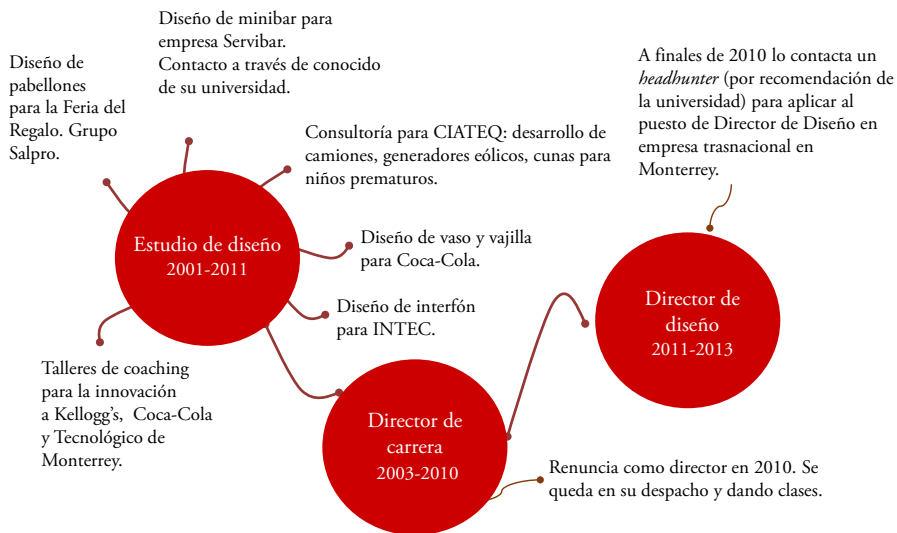 Diseño de
pabellones
para la Feria del
Regalo. Grupo
Salpro.
Diseño de minibar para
empresa Servibar.
Contacto a través de conocido
de su universidad.
Consultoría para CIATEQ: desarrollo de
camiones, generadores eólicos, cunas para
niños prematuros.
A finales de 2010 lo contacta un
headhunter (por recomendación de
la universidad) para aplicar al
puesto de Director de Diseño en
empresa trasnacional en
Monterrey.
Estudio de diseño
2001-2011
Diseño de vaso y vajilla
para Coca-Cola.
Diseño de interfón
para INTEC.
Talleres de coaching
para la innovación
a Kellogg's, Coca-Cola
y Tecnológico de
Monterrey.
Director de
carrera
2003-2010
Renuncia como director en 2010. Se
queda en su despacho y dando clases.
Director de
diseño
2011-2013